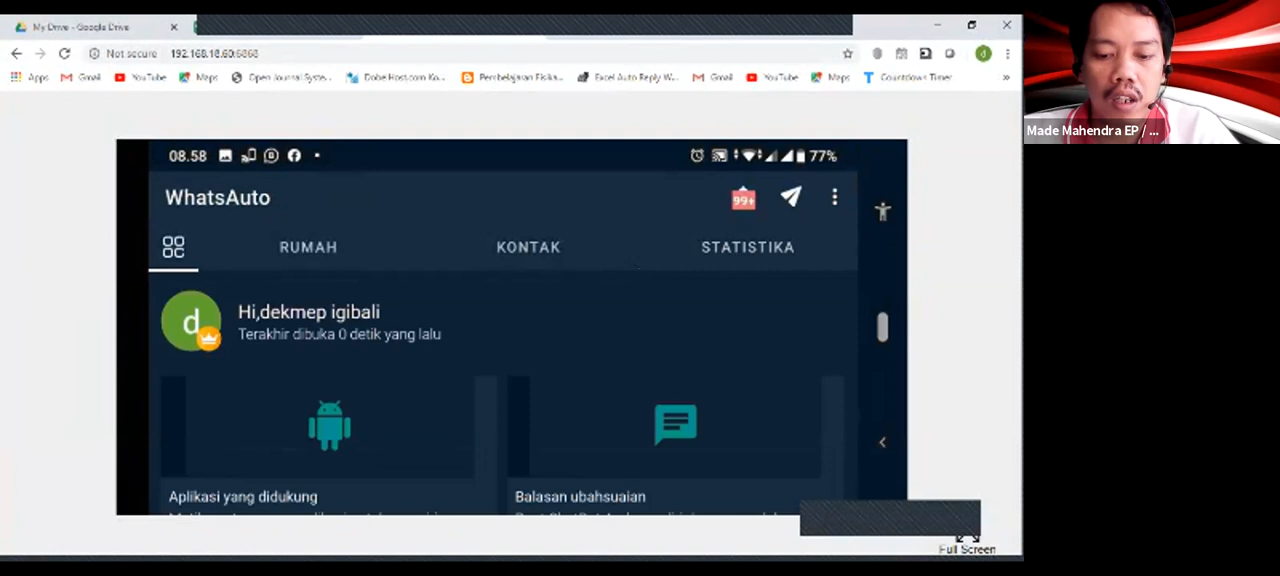 My Drive - Google Drive
Not secure 192.168.18.60:6868
Apps Gmail YouTube Maps Open Journal Syste... DobeHost.com Ko... Pembelajaran Fisika... Excel Auto Reply W... Gmail YouTube Maps Countdown Timer
Made Mahendra EP / ...
08.58 77%
WhatsAuto 99+
RUMAH KONTAK STATISTIKA
d
Hi,dekmep igibali
Terakhir dibuka 0 detik yang lalu
Aplikasi yang didukung Balasan ubahsuaian
Full Screen